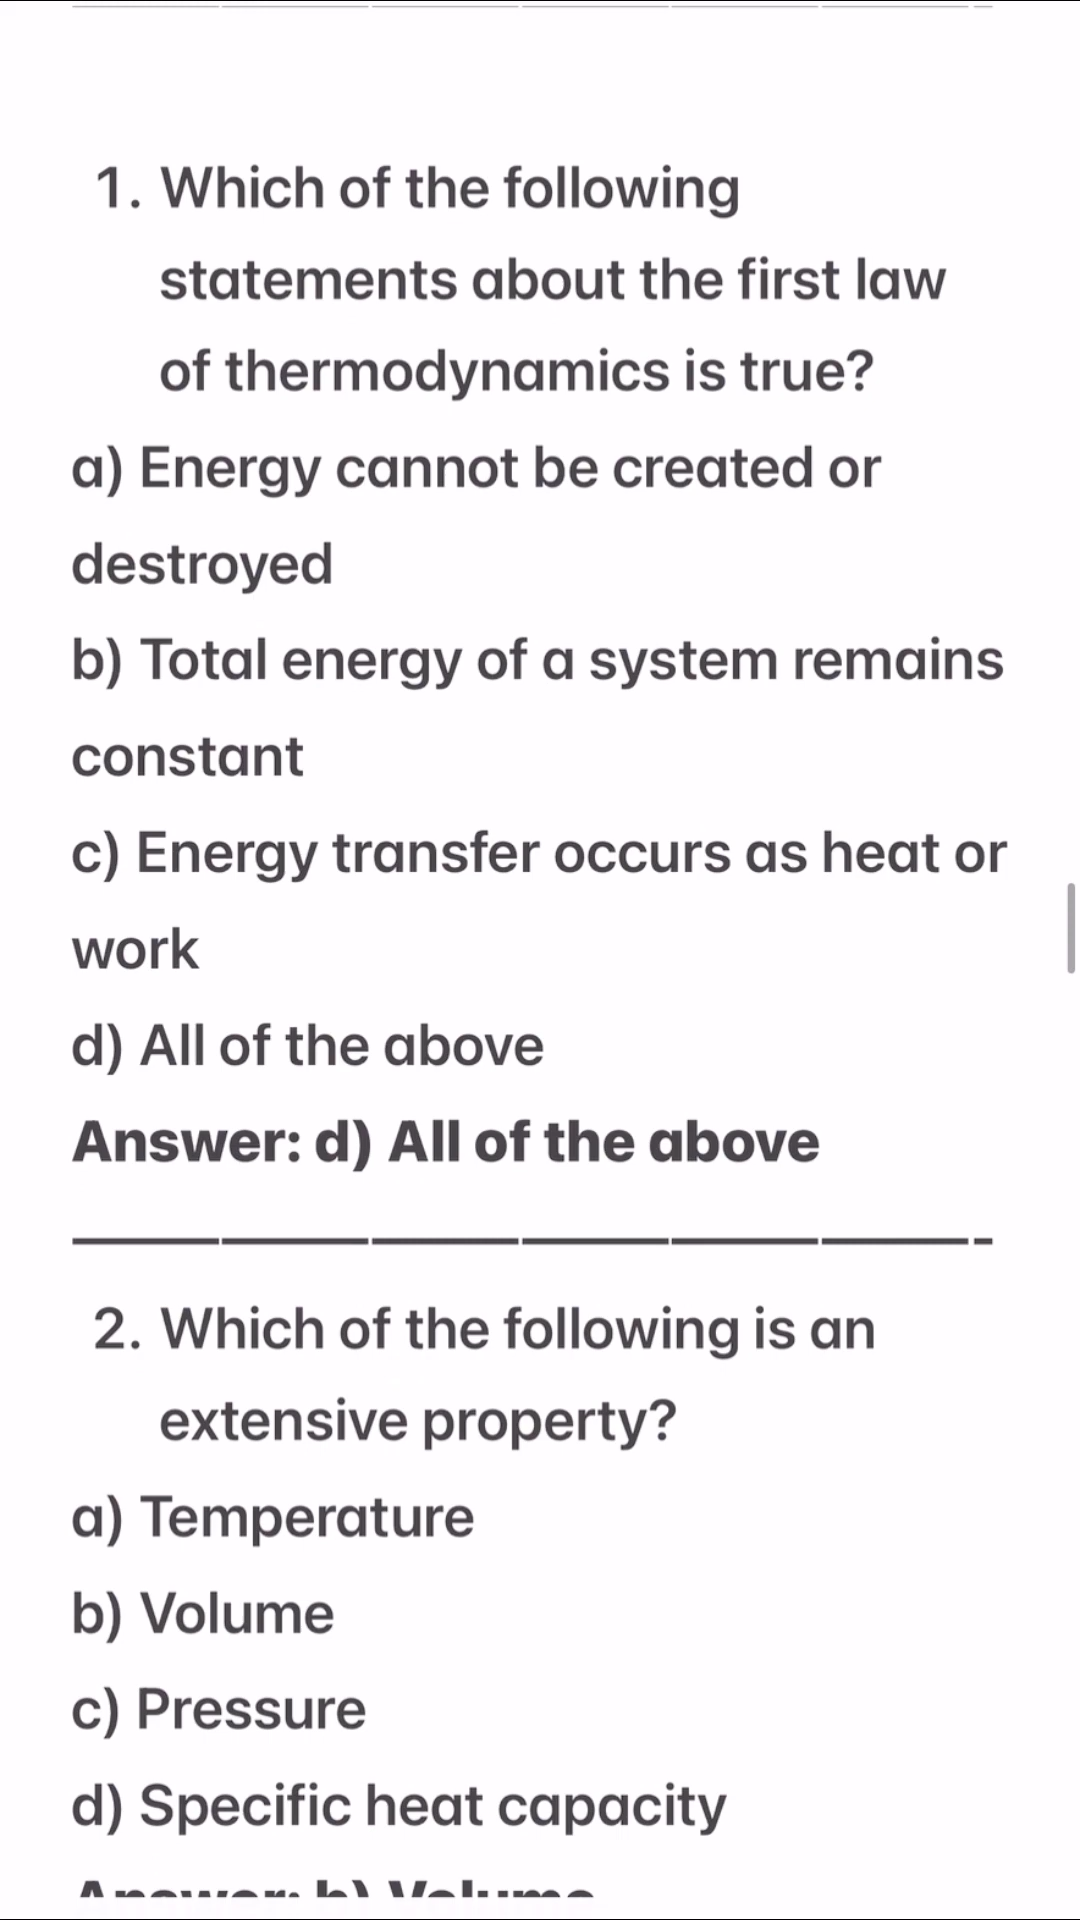 1. Which of the following
statements about the first law
of thermodynamics is true?
a) Energy cannot be created or
destroyed
b) Total energy of a system remains
constant
c) Energy transfer occurs as heat or
work
d) All of the above
Answer: d) All of the above
2. Which of the following is an
extensive property?
a) Temperature
b) Volume
c) Pressure
d) Specific heat capacity
Answer: b) Volume